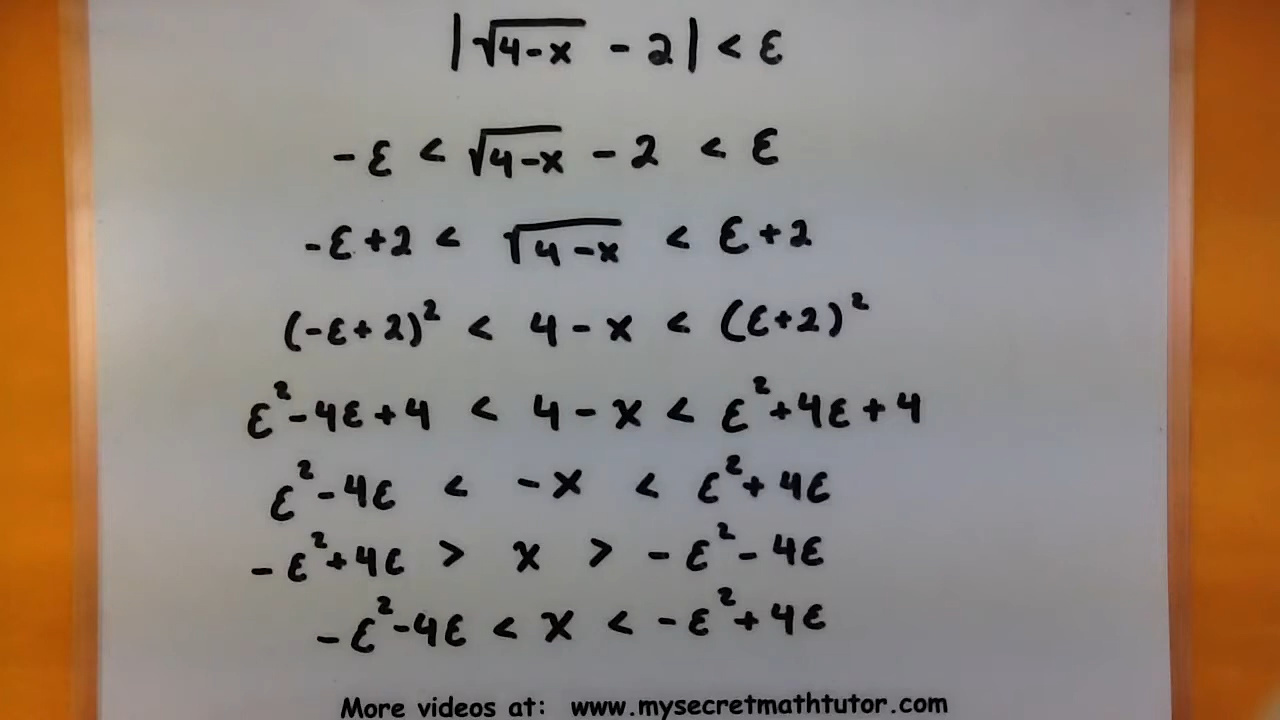 |√4-x - 2| < ε
-ε < √4-x - 2 < ε
-ε+2 < √4-x < ε+2
(-ε+2)² < 4-x < (ε+2)²
ε²-4ε+4 < 4-x < ε²+4ε+4
ε²-4ε < -x < ε²+4ε
-ε²+4ε > x > -ε²-4ε
-ε²-4ε < x < -ε²+4ε
More videos at: www.mysecretmathtutor.com